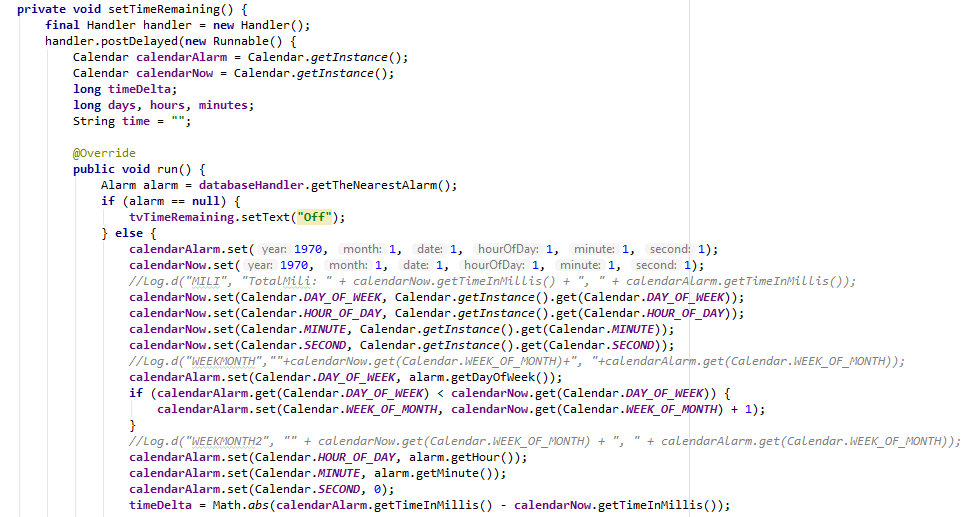 private void setTimeRemaining() {
    final Handler handler = new Handler();
    handler.postDelayed(new Runnable() {
        Calendar calendarAlarm = Calendar.getInstance();
        Calendar calendarNow = Calendar.getInstance();
        long timeDelta;
        long days, hours, minutes;
        String time = "";
        @Override
        public void run() {
            Alarm alarm = databaseHandler.getTheNearestAlarm();
            if (alarm == null) {
                tvTimeRemaining.setText("Off");
            } else {
                calendarAlarm.set( year: 1970, month: 1, date: 1, hourOfDay: 1, minute: 1, second: 1);
                calendarNow.set( year: 1970, month: 1, date: 1, hourOfDay: 1, minute: 1, second: 1);
                //Log.d("MILI", "TotalMili: " + calendarNow.getTimeInMillis() + ", " + calendarAlarm.getTimeInMillis());
                calendarNow.set(Calendar.DAY_OF_WEEK, Calendar.getInstance().get(Calendar.DAY_OF_WEEK));
                calendarNow.set(Calendar.HOUR_OF_DAY, Calendar.getInstance().get(Calendar.HOUR_OF_DAY));
                calendarNow.set(Calendar.MINUTE, Calendar.getInstance().get(Calendar.MINUTE));
                calendarNow.set(Calendar.SECOND, Calendar.getInstance().get(Calendar.SECOND));
                //Log.d("WEEKMONTH",""+calendarNow.get(Calendar.WEEK_OF_MONTH)+", "+calendarAlarm.get(Calendar.WEEK_OF_MONTH));
                calendarAlarm.set(Calendar.DAY_OF_WEEK, alarm.getDayOfWeek());
                if (calendarAlarm.get(Calendar.DAY_OF_WEEK) < calendarNow.get(Calendar.DAY_OF_WEEK)) {
                    calendarAlarm.set(Calendar.WEEK_OF_MONTH, calendarNow.get(Calendar.WEEK_OF_MONTH) + 1);
                }
                //Log.d("WEEKMONTH2", "" + calendarNow.get(Calendar.WEEK_OF_MONTH) + ", " + calendarAlarm.get(Calendar.WEEK_OF_MONTH));
                calendarAlarm.set(Calendar.HOUR_OF_DAY, alarm.getHour());
                calendarAlarm.set(Calendar.MINUTE, alarm.getMinute());
                calendarAlarm.set(Calendar.SECOND, 0);
                timeDelta = Math.abs(calendarAlarm.getTimeInMillis() - calendarNow.getTimeInMillis());